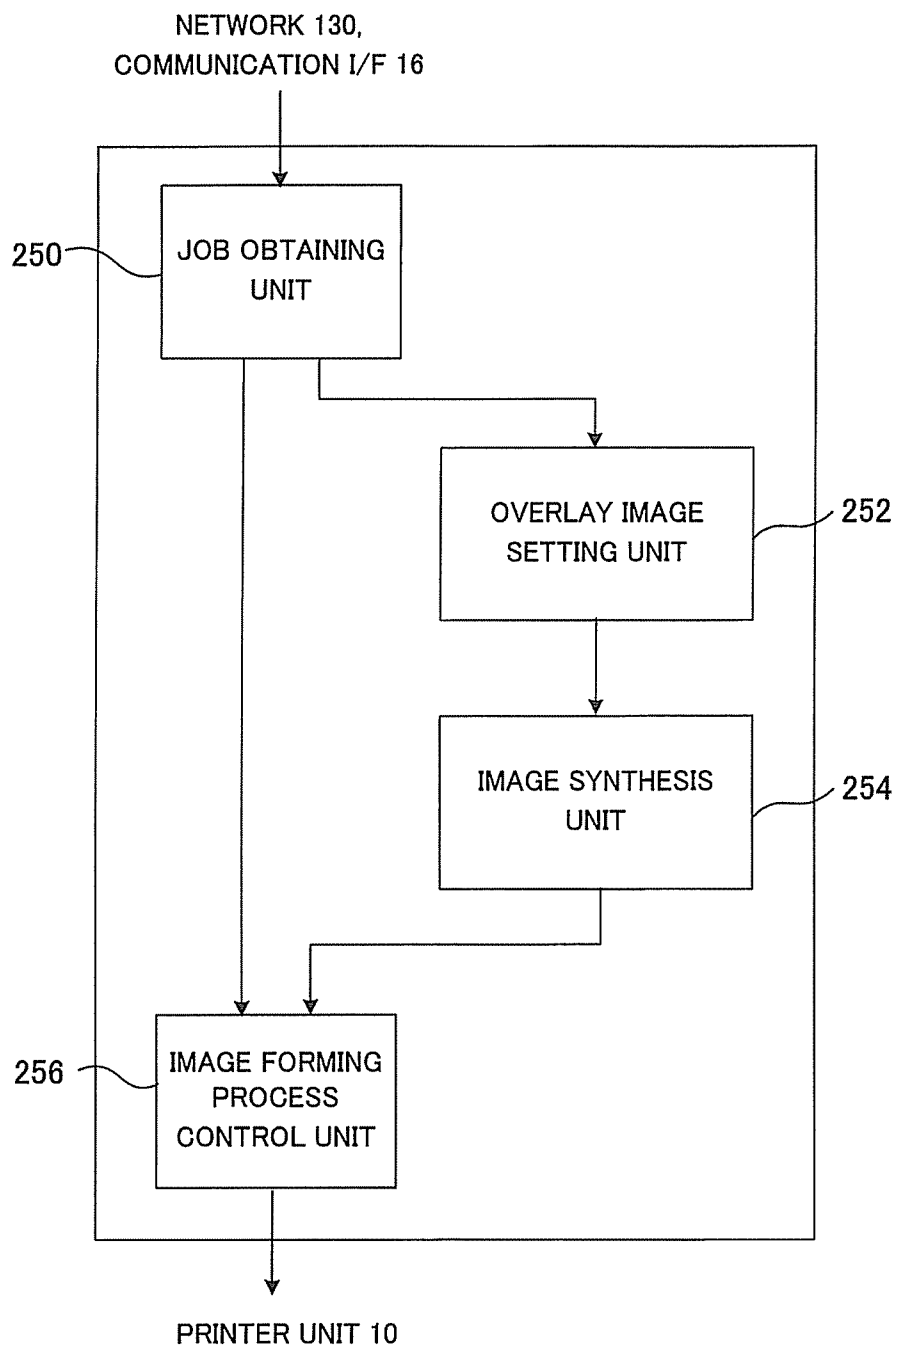 NETWORK 130,
COMMUNICATION I/F 16
250
JOB OBTAINING
UNIT
OVERLAY IMAGE
SETTING UNIT
252
IMAGE SYNTHESIS
UNIT
254
256
IMAGE FORMING
PROCESS
CONTROL UNIT
PRINTER UNIT 10